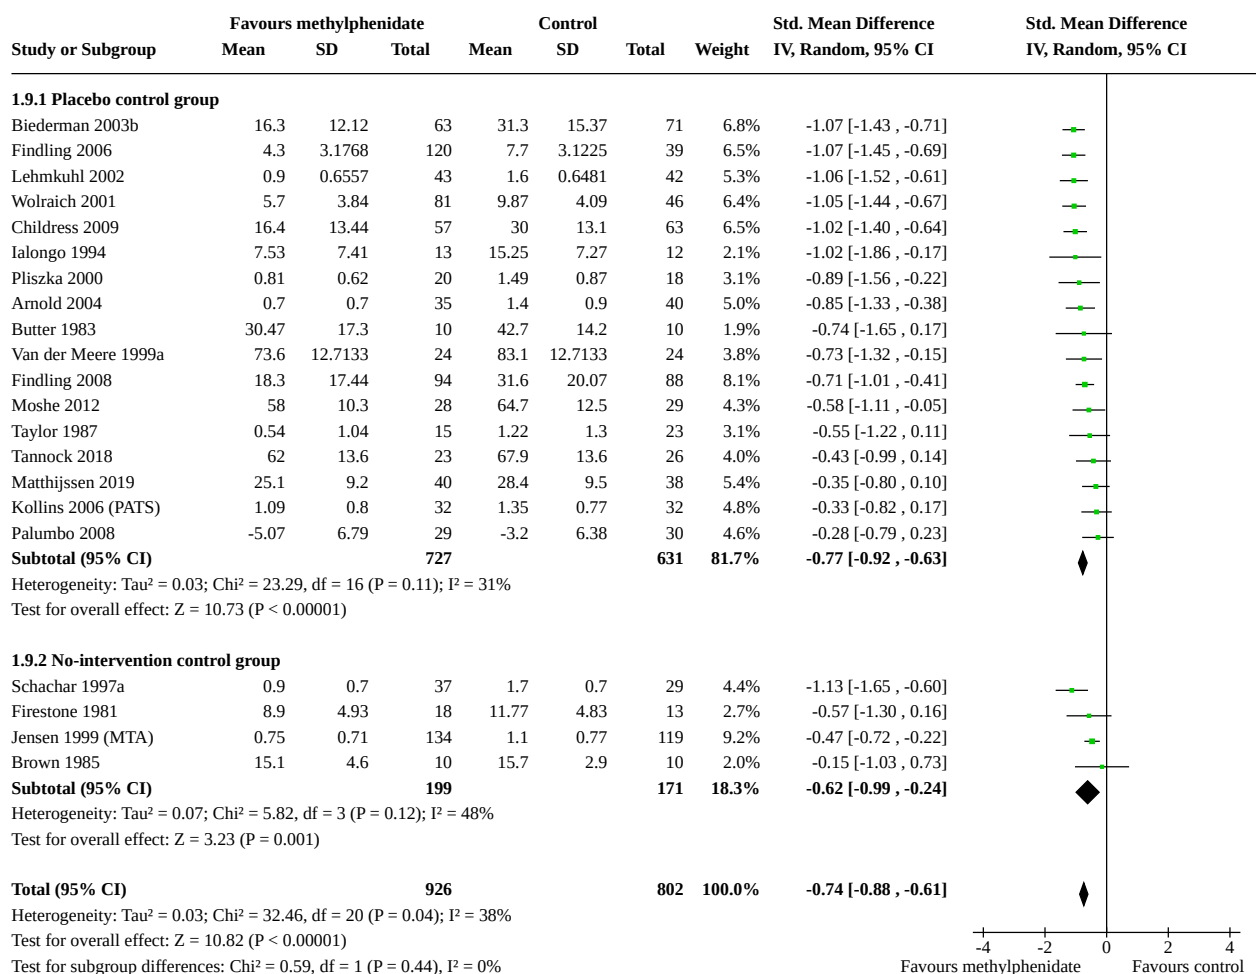 Favours methylphenidate Control Std. Mean Difference Std. Mean Difference
Study or Subgroup Mean SD Total Mean SD Total Weight IV, Random, 95% CI IV, Random, 95% CI
1.9.1 Placebo control group
Biederman 2003b 16.3 12.12 63 31.3 15.37 71 6.8% -1.07 [-1.43 , -0.71]
Findling 2006 4.3 3.1768 120 7.7 3.1225 39 6.5% -1.07 [-1.45 , -0.69]
Lehmkuhl 2002 0.9 0.6557 43 1.6 0.6481 42 5.3% -1.06 [-1.52 , -0.61]
Wolraich 2001 5.7 3.84 81 9.87 4.09 46 6.4% -1.05 [-1.44 , -0.67]
Childress 2009 16.4 13.44 57 30 13.1 63 6.5% -1.02 [-1.40 , -0.64]
Ialongo 1994 7.53 7.41 13 15.25 7.27 12 2.1% -1.02 [-1.86 , -0.17]
Pliszka 2000 0.81 0.62 20 1.49 0.87 18 3.1% -0.89 [-1.56 , -0.22]
Arnold 2004 0.7 0.7 35 1.4 0.9 40 5.0% -0.85 [-1.33 , -0.38]
Butter 1983 30.47 17.3 10 42.7 14.2 10 1.9% -0.74 [-1.65 , 0.17]
Van der Meere 1999a 73.6 12.7133 24 83.1 12.7133 24 3.8% -0.73 [-1.32 , -0.15]
Findling 2008 18.3 17.44 94 31.6 20.07 88 8.1% -0.71 [-1.01 , -0.41]
Moshe 2012 58 10.3 28 64.7 12.5 29 4.3% -0.58 [-1.11 , -0.05]
Taylor 1987 0.54 1.04 15 1.22 1.3 23 3.1% -0.55 [-1.22 , 0.11]
Tannock 2018 62 13.6 23 67.9 13.6 26 4.0% -0.43 [-0.99 , 0.14]
Matthijssen 2019 25.1 9.2 40 28.4 9.5 38 5.4% -0.35 [-0.80 , 0.10]
Kollins 2006 (PATS) 1.09 0.8 32 1.35 0.77 32 4.8% -0.33 [-0.82 , 0.17]
Palumbo 2008 -5.07 6.79 29 -3.2 6.38 30 4.6% -0.28 [-0.79 , 0.23]
Subtotal (95% CI) 727 631 81.7% -0.77 [-0.92 , -0.63]
Heterogeneity: Tau² = 0.03; Chi² = 23.29, df = 16 (P = 0.11); I² = 31%
Test for overall effect: Z = 10.73 (P < 0.00001)
1.9.2 No-intervention control group
Schachar 1997a 0.9 0.7 37 1.7 0.7 29 4.4% -1.13 [-1.65 , -0.60]
Firestone 1981 8.9 4.93 18 11.77 4.83 13 2.7% -0.57 [-1.30 , 0.16]
Jensen 1999 (MTA) 0.75 0.71 134 1.1 0.77 119 9.2% -0.47 [-0.72 , -0.22]
Brown 1985 15.1 4.6 10 15.7 2.9 10 2.0% -0.15 [-1.03 , 0.73]
Subtotal (95% CI) 199 171 18.3% -0.62 [-0.99 , -0.24]
Heterogeneity: Tau² = 0.07; Chi² = 5.82, df = 3 (P = 0.12); I² = 48%
Test for overall effect: Z = 3.23 (P = 0.001)
Total (95% CI) 926 802 100.0% -0.74 [-0.88 , -0.61]
Heterogeneity: Tau² = 0.03; Chi² = 32.46, df = 20 (P = 0.04); I² = 38%
Test for overall effect: Z = 10.82 (P < 0.00001) -4 -2 0 2 4
Test for subgroup differences: Chi² = 0.59, df = 1 (P = 0.44), I² = 0% Favours methylphenidate Favours control